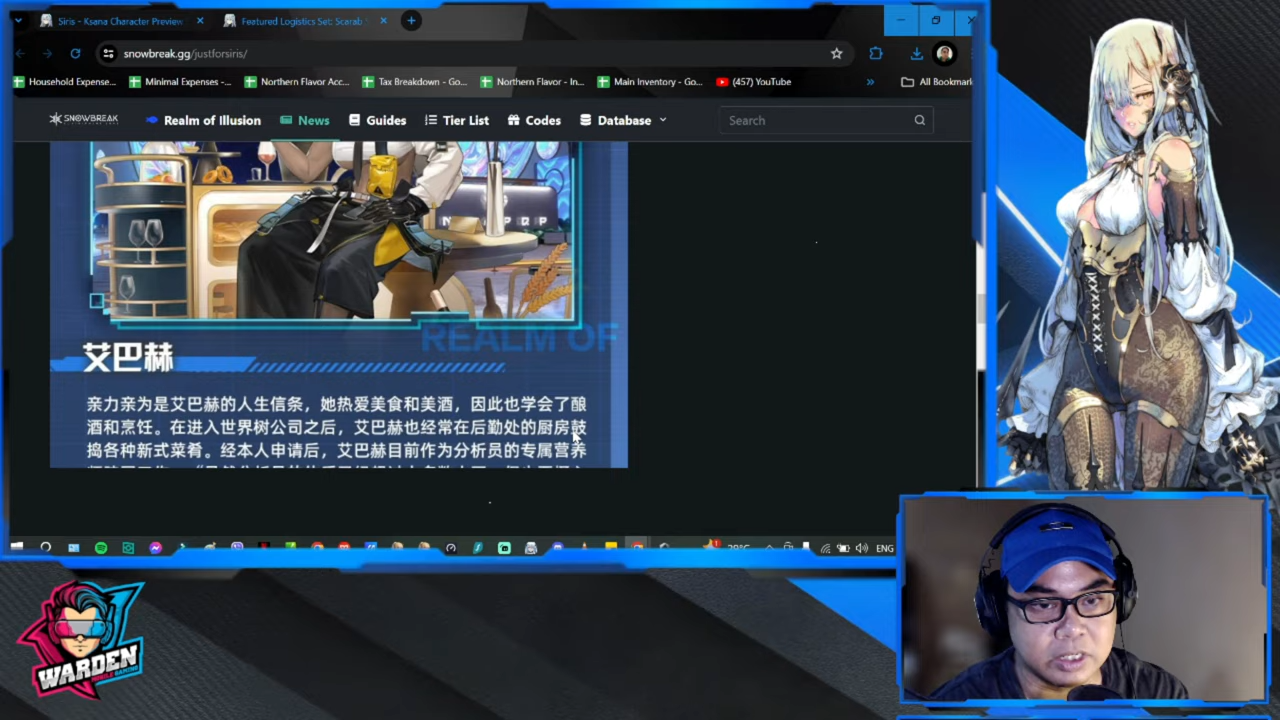 Siris - Ksana Character Preview
Featured Logistics Set: Scarab
snowbreak.gg/justforsiris/
Household Expense...
Minimal Expenses -...
Northern Flavor Acc...
Tax Breakdown - Go...
Northern Flavor - In...
Main Inventory - Go...
(457) YouTube
»
All Bookmark
SNOWBREAK
Realm of Illusion
News
Guides
Tier List
Codes
Database
Search
REALM OF
艾巴赫
亲力亲为是艾巴赫的人生信条，她热爱美食和美酒，因此也学会了酿
酒和烹饪。在进入世界树公司之后，艾巴赫也经常在后勤处的厨房鼓
捣各种新式菜肴。经本人申请后，艾巴赫目前作为分析员的专属营养
ENG
WARDEN
MOBILE GAMING